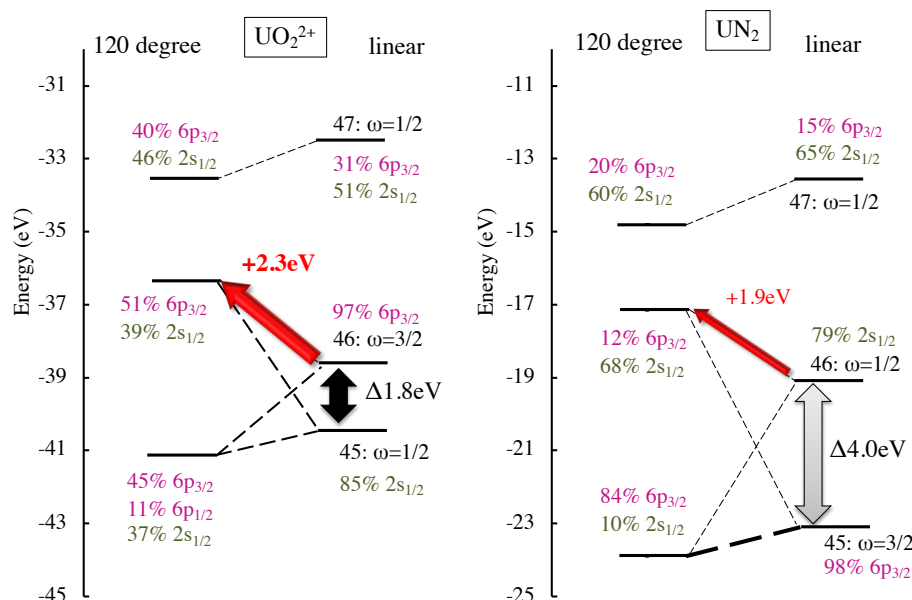 120 degree
UO₂²⁺
linear
Energy (eV)
-31
-33
-35
-37
-39
-41
-43
-45
40% 6p₃/₂
46% 2s₁/₂
47: ω=1/2
31% 6p₃/₂
51% 2s₁/₂
+2.3eV
51% 6p₃/₂
39% 2s₁/₂
97% 6p₃/₂
46: ω=3/2
Δ1.8eV
45: ω=1/2
85% 2s₁/₂
45% 6p₃/₂
11% 6p₁/₂
37% 2s₁/₂
120 degree
UN₂
linear
Energy (eV)
-11
-13
-15
-17
-19
-21
-23
-25
20% 6p₃/₂
60% 2s₁/₂
15% 6p₃/₂
65% 2s₁/₂
47: ω=1/2
+1.9eV
12% 6p₃/₂
68% 2s₁/₂
79% 2s₁/₂
46: ω=1/2
Δ4.0eV
84% 6p₃/₂
10% 2s₁/₂
45: ω=3/2
98% 6p₃/₂